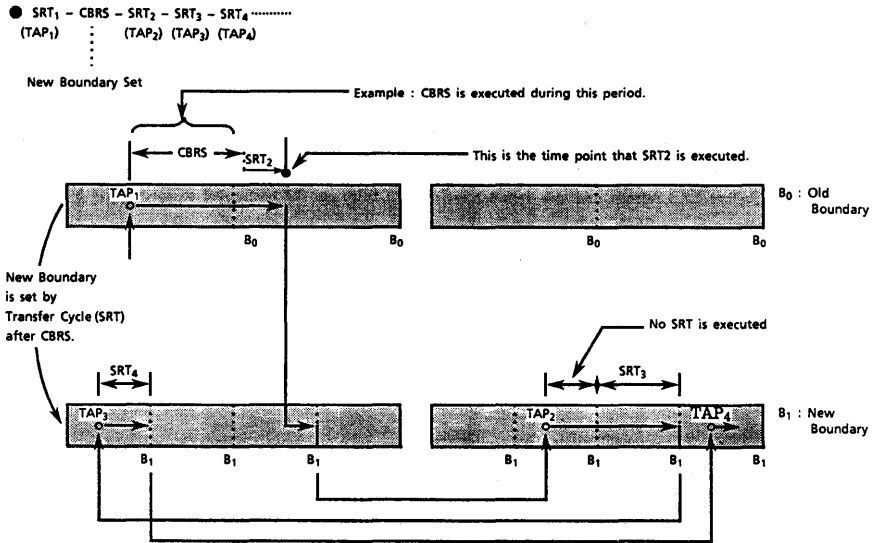 ● SRT₁ – CBRS – SRT₂ – SRT₃ – SRT₄ ············
(TAP₁) (TAP₂) (TAP₃) (TAP₄)
New Boundary Set
Example : CBRS is executed during this period.
CBRS
SRT₂
This is the time point that SRT2 is executed.
TAP₁
B₀ : Old
Boundary
B₀ B₀ B₀ B₀
New Boundary
is set by
Transfer Cycle (SRT)
after CBRS.
No SRT is executed
SRT₄
SRT₃
TAP₃
TAP₂
TAP₄
B₁ : New
Boundary
B₁ B₁ B₁ B₁ B₁ B₁ B₁